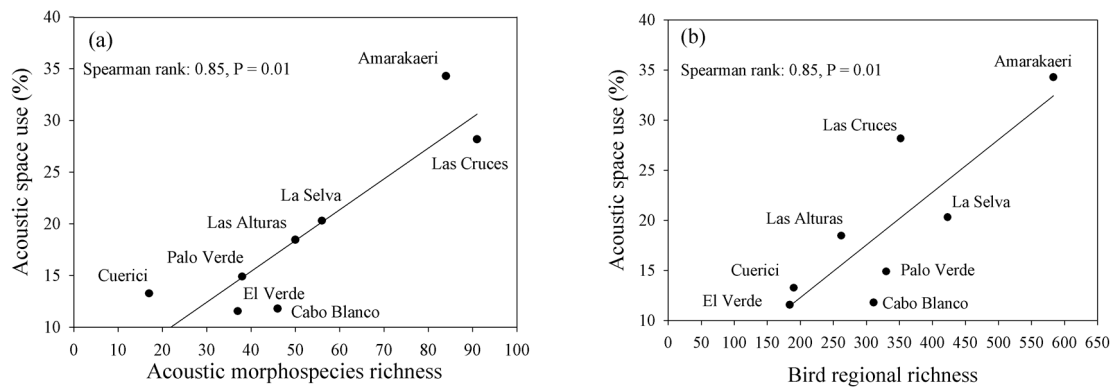 (a)
Spearman rank: 0.85, P = 0.01
Acoustic space use (%)
40
35
30
25
20
15
10
Amarakaeri
Las Cruces
La Selva
Las Alturas
Palo Verde
Cuerici
El Verde
Cabo Blanco
0 10 20 30 40 50 60 70 80 90 100
Acoustic morphospecies richness
(b)
Spearman rank: 0.85, P = 0.01
Acoustic space use (%)
40
35
30
25
20
15
10
Amarakaeri
Las Cruces
La Selva
Las Alturas
Cuerici
Palo Verde
El Verde
Cabo Blanco
0 50 100 150 200 250 300 350 400 450 500 550 600 650
Bird regional richness